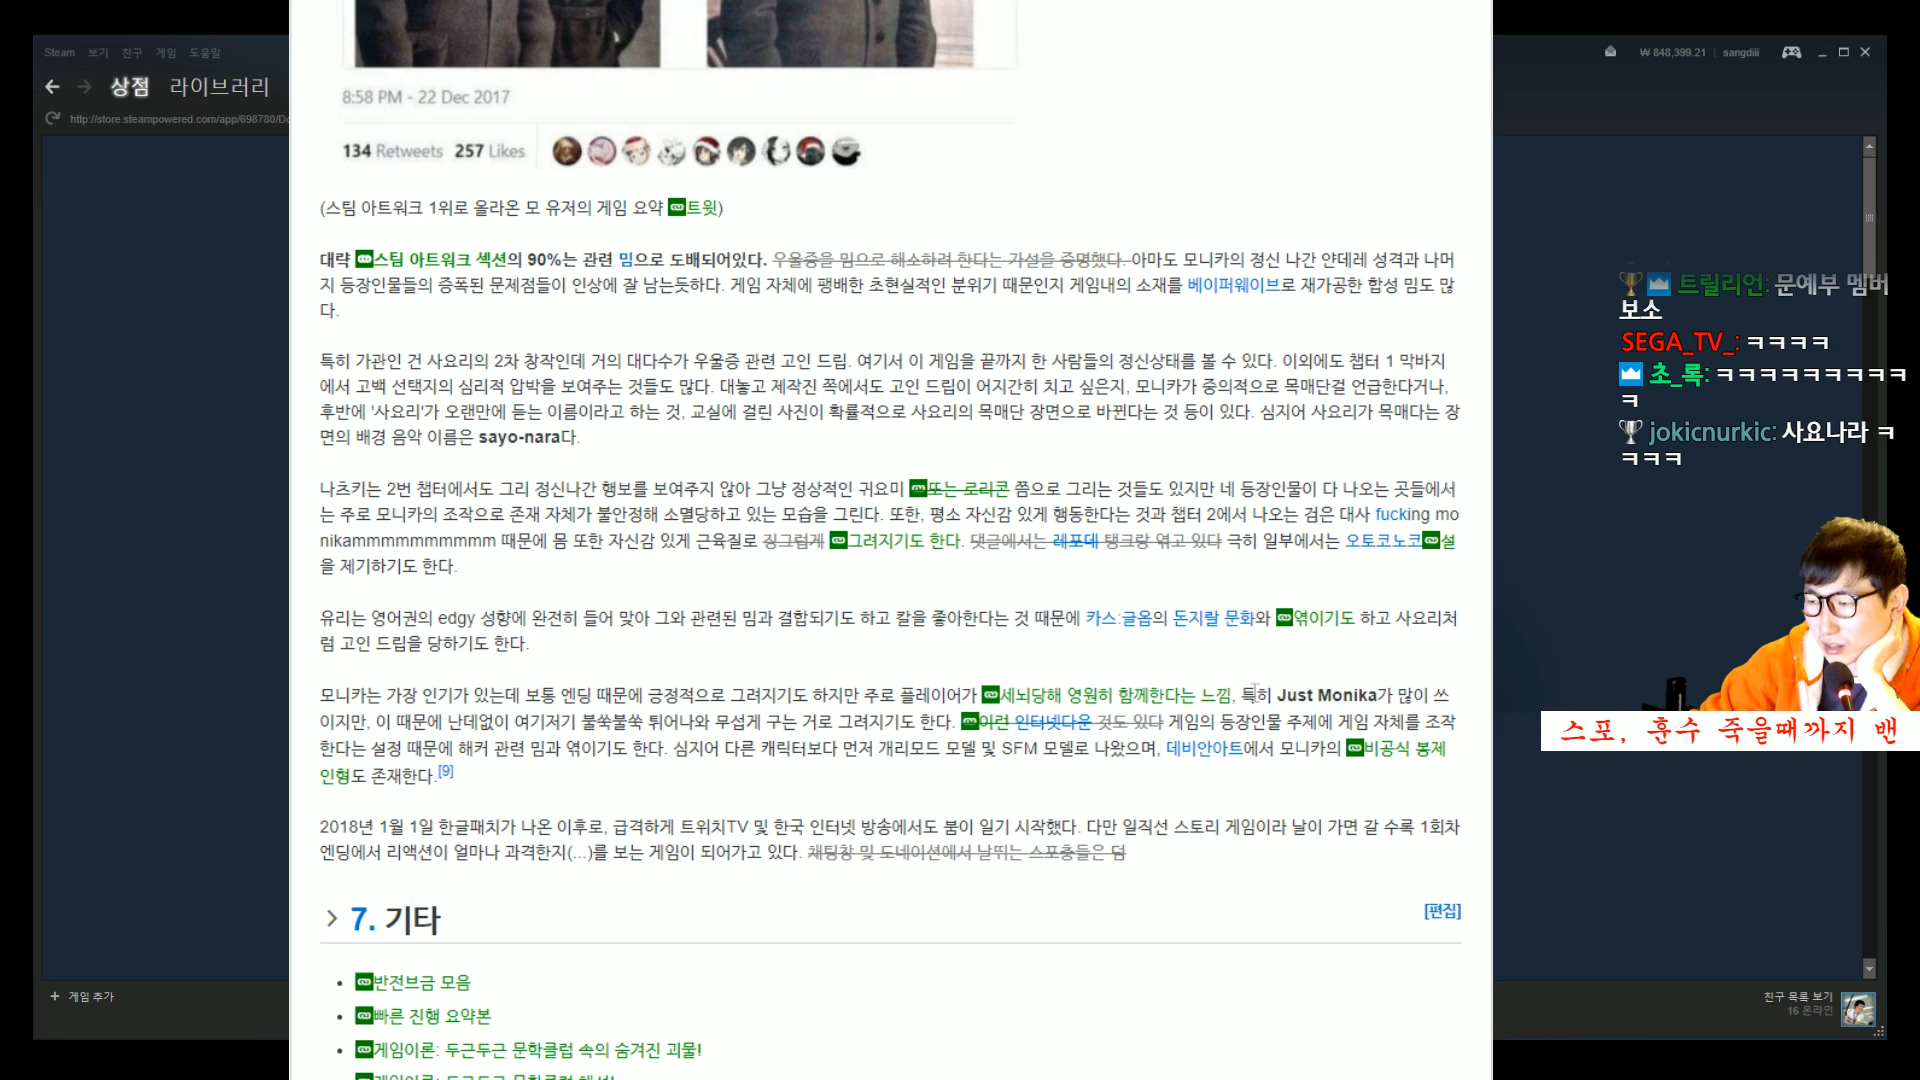 Steam 보기 친구 게임 도움말
₩ 848,399.21 | sangdiii
상점 라이브러리
http://store.steampowered.com/app/698780/Do
8:58 PM - 22 Dec 2017
134 Retweets 257 Likes
(스팀 아트워크 1위로 올라온 모 유저의 게임 요약 트윗)
대략 스팀 아트워크 섹션의 90%는 관련 밈으로 도배되어있다. 우울증을 밈으로 해소하려 한다는 가설을 증명했다. 아마도 모니카의 정신 나간 얀데레 성격과 나머
지 등장인물들의 증폭된 문제점들이 인상에 잘 남는듯하다. 게임 자체에 팽배한 초현실적인 분위기 때문인지 게임내의 소재를 베이퍼웨이브로 재가공한 합성 밈도 많
다.
특히 가관인 건 사요리의 2차 창작인데 거의 대다수가 우울증 관련 고인 드립. 여기서 이 게임을 끝까지 한 사람들의 정신상태를 볼 수 있다. 이외에도 챕터 1 막바지
에서 고백 선택지의 심리적 압박을 보여주는 것들도 많다. 대놓고 제작진 쪽에서도 고인 드립이 어지간히 치고 싶은지, 모니카가 중의적으로 목매단걸 언급한다거나,
후반에 '사요리'가 오랜만에 듣는 이름이라고 하는 것, 교실에 걸린 사진이 확률적으로 사요리의 목매단 장면으로 바뀐다는 것 등이 있다. 심지어 사요리가 목매다는 장
면의 배경 음악 이름은 sayo-nara다.
나츠키는 2번 챕터에서도 그리 정신나간 행보를 보여주지 않아 그냥 정상적인 귀요미 또는 로리콘 쯤으로 그리는 것들도 있지만 네 등장인물이 다 나오는 곳들에서
는 주로 모니카의 조작으로 존재 자체가 불안정해 소멸당하고 있는 모습을 그린다. 또한, 평소 자신감 있게 행동한다는 것과 챕터 2에서 나오는 검은 대사 fucking mo
nikammmmmmmmmmm 때문에 몸 또한 자신감 있게 근육질로 징그럽게 그려지기도 한다. 댓글에서는 레포데 탱크랑 엮고 있다 극히 일부에서는 오토코노코설
을 제기하기도 한다.
유리는 영어권의 edgy 성향에 완전히 들어 맞아 그와 관련된 밈과 결합되기도 하고 칼을 좋아한다는 것 때문에 카스:글옵의 돈지랄 문화와 엮이기도 하고 사요리처
럼 고인 드립을 당하기도 한다.
모니카는 가장 인기가 있는데 보통 엔딩 때문에 긍정적으로 그려지기도 하지만 주로 플레이어가 세뇌당해 영원히 함께한다는 느낌, 특히 Just Monika가 많이 쓰
이지만, 이 때문에 난데없이 여기저기 불쑥불쑥 튀어나와 무섭게 구는 거로 그려지기도 한다. 이런 인터넷다운 것도 있다 게임의 등장인물 주제에 게임 자체를 조작
한다는 설정 때문에 해커 관련 밈과 엮이기도 한다. 심지어 다른 캐릭터보다 먼저 개리모드 모델 및 SFM 모델로 나왔으며, 데비안아트에서 모니카의 비공식 봉제
인형도 존재한다.[9]
2018년 1월 1일 한글패치가 나온 이후로, 급격하게 트위치TV 및 한국 인터넷 방송에서도 붐이 일기 시작했다. 다만 일직선 스토리 게임이라 날이 가면 갈 수록 1회차
엔딩에서 리액션이 얼마나 과격한지(...)를 보는 게임이 되어가고 있다. 채팅창 및 도네이션에서 날뛰는 스포충들은 덤
7. 기타 [편집]
반전브금 모음
빠른 진행 요약본
게임이론: 두근두근 문학클럽 속의 숨겨진 괴물!
트릴리언: 문예부 멤버
보소
SEGA_TV_: ㅋㅋㅋㅋ
초_록: ㅋㅋㅋㅋㅋㅋㅋㅋㅋ
ㅋ
jokicnurkic: 사요나라 ㅋ
ㅋㅋㅋ
스포, 훈수 죽을때까지 밴
+ 게임 추가
친구 목록 보기
16 온라인